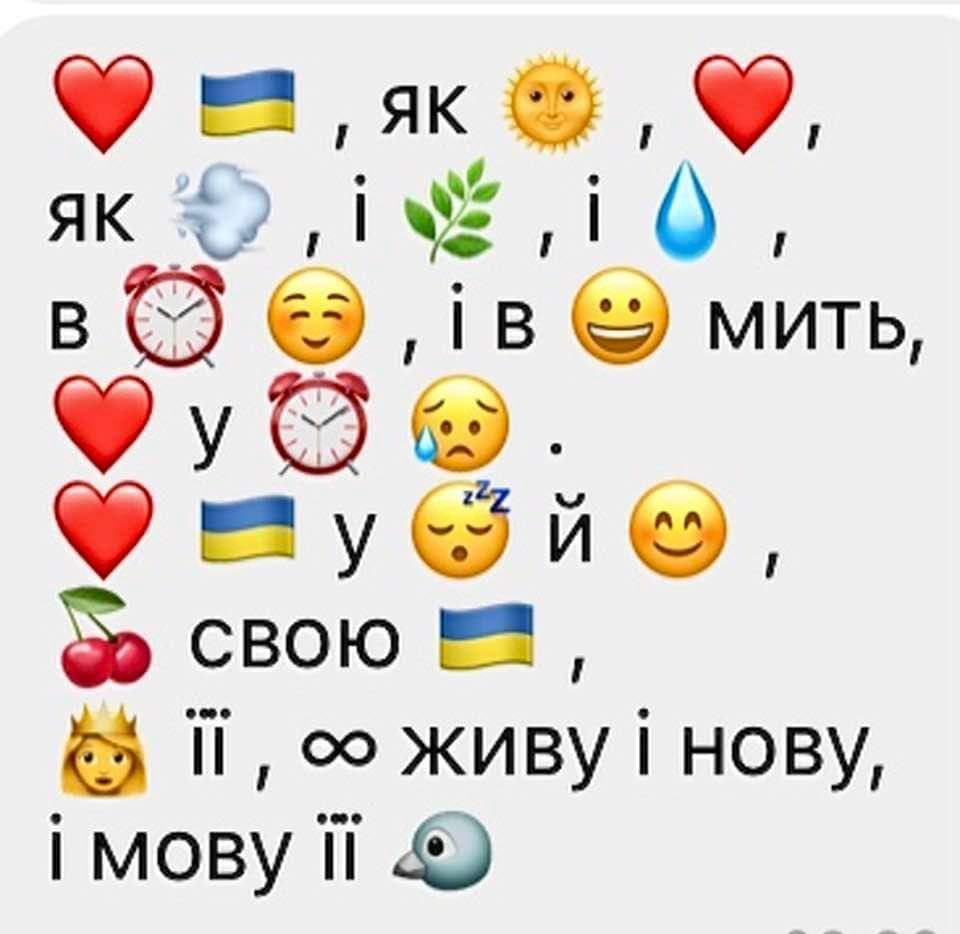 ❤️ 🇺🇦 , як 🌞 , ❤️,
як 💨 , і 🌿 , і 💧 ,
в ⏰ ☺️ , і в 😀 мить,
❤️ у ⏰ 😥 .
❤️ 🇺🇦 у 😴 й 😊 ,
🍒 свою 🇺🇦 ,
👸 її , ∞ живу і нову,
і мову її 🐦